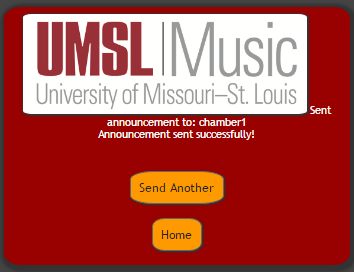 UMSL Music
University of Missouri–St. Louis
Sent
announcement to: chamber1
Announcement sent successfully!
Send Another
Home